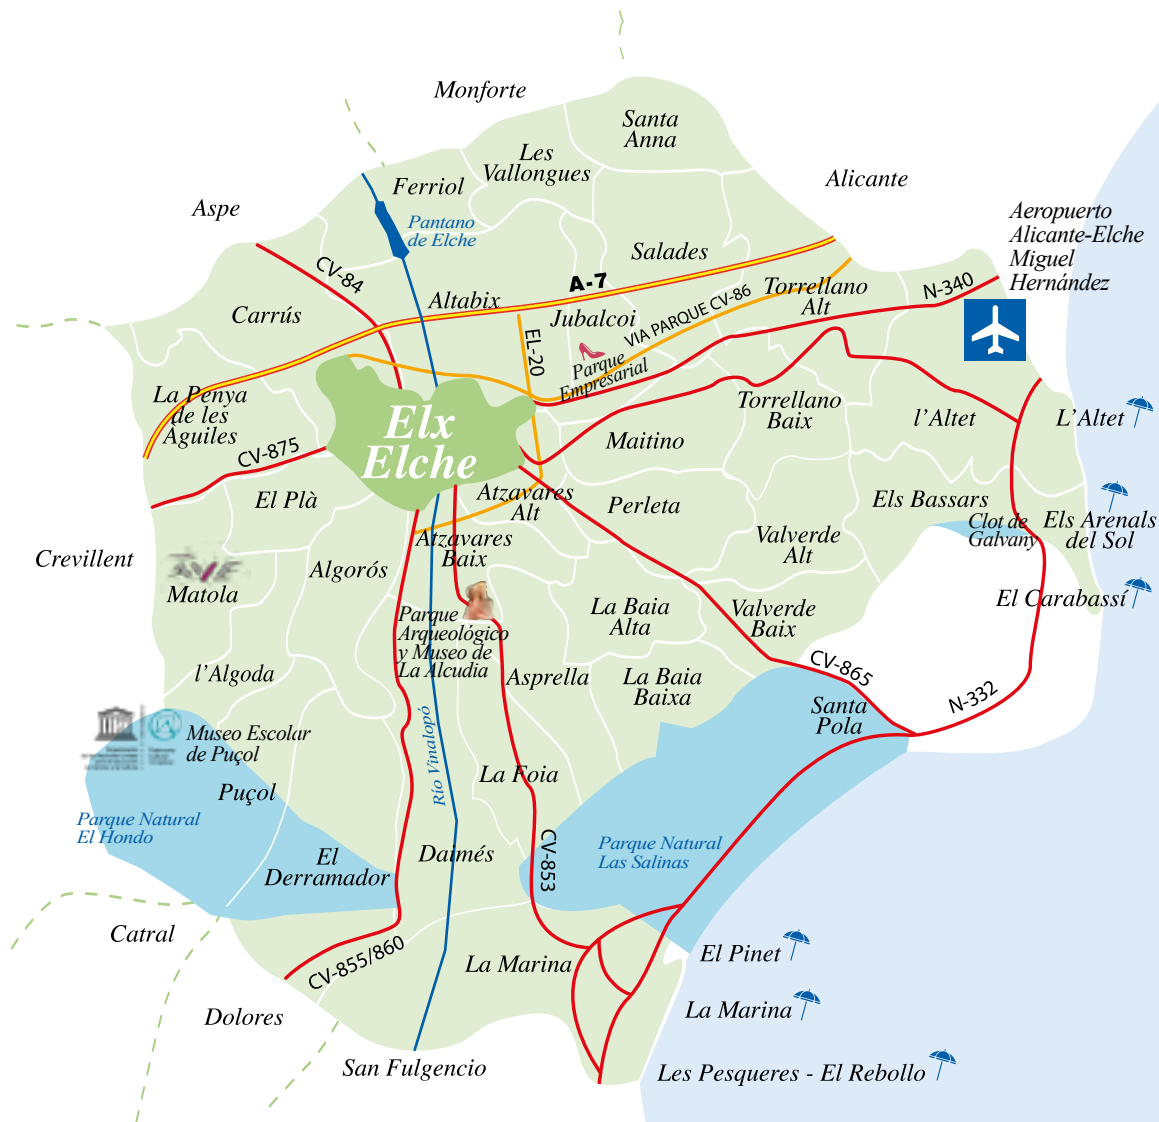 Monforte
Santa
Anna
Les
Vallongues
Ferriol
Alicante
Aspe
Pantano
de Elche
Aeropuerto
Alicante-Elche
Miguel
Hernández
Salades
CV-84
A-7
N-340
Torrellano
Alt
Altabix
VIA PARQUE CV-86
Carrús
Jubalcoi
EL-20
Parque
Empresarial
La Penya
de les
Àguiles
Torrellano
Baix
l'Altet
L'Altet
Elx
Elche
Maitino
CV-875
El Plà
Atzavares
Alt
Perleta
Els Bassars
Clot de
Galvany
Els Arenals
del Sol
Atzavares
Baix
Valverde
Alt
Crevillent
Algorós
Matola
El Carabassí
Parque
Arqueológico
y Museo de
La Alcudia
La Baia
Alta
Valverde
Baix
l'Algoda
Asprella
La Baia
Baixa
CV-865
N-332
Santa
Pola
Museo Escolar
de Puçol
Río Vinalopó
La Foia
Puçol
Parque Natural
El Hondo
Parque Natural
Las Salinas
El
Derramador
Daimés
CV-853
Catral
CV-855/860
La Marina
El Pinet
Dolores
La Marina
San Fulgencio
Les Pesqueres - El Rebollo